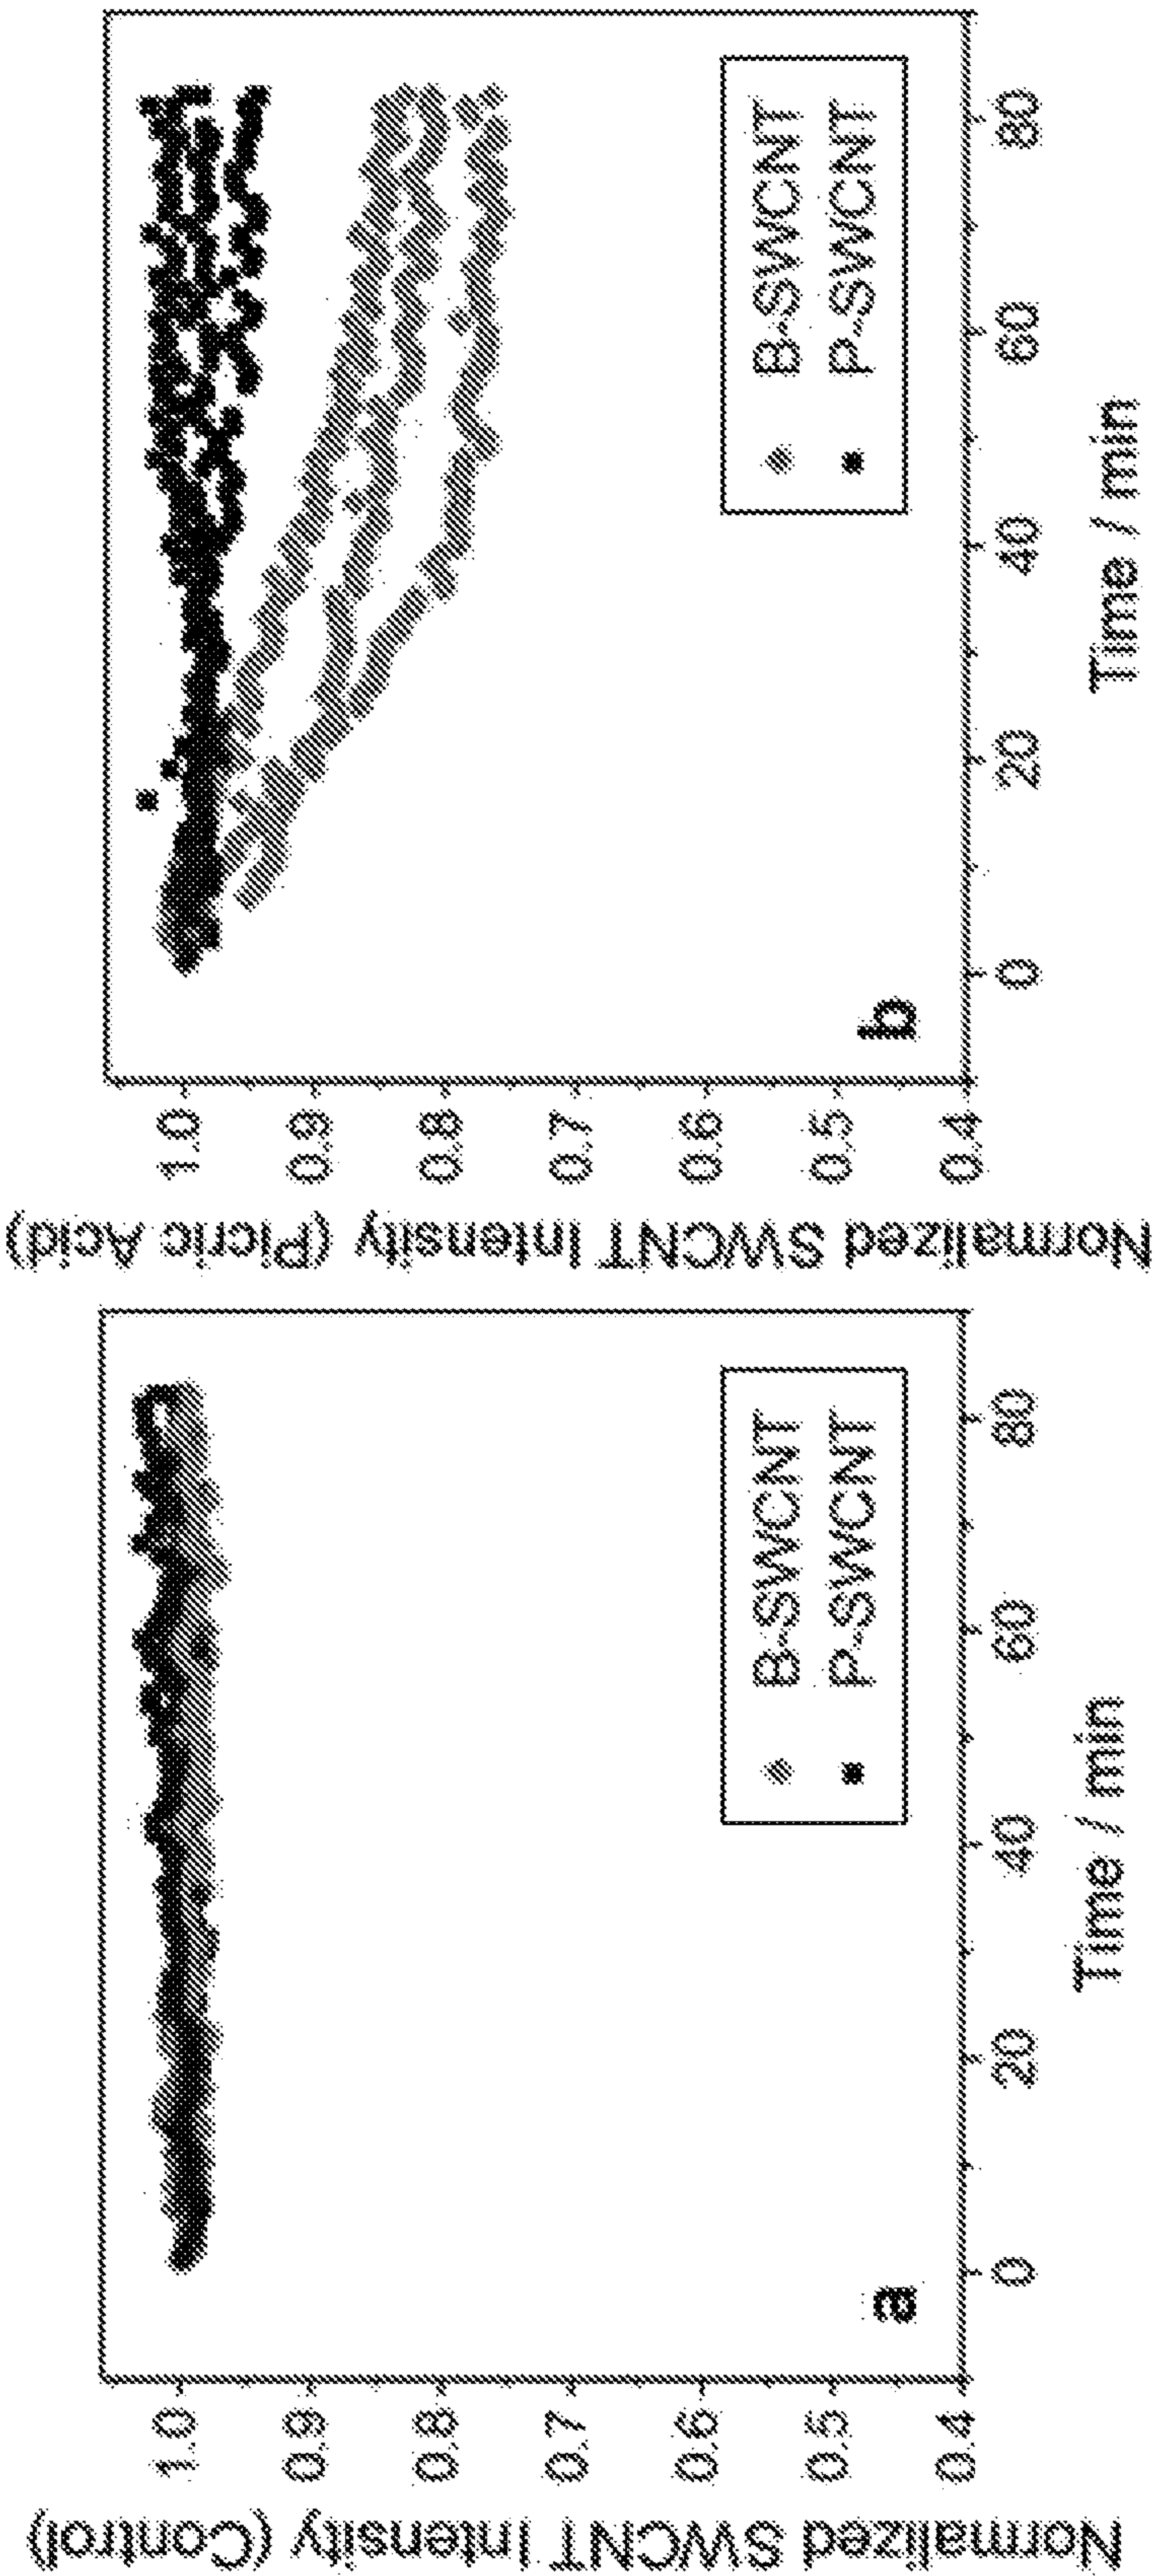 Normalized SWCNT Intensity (Control)
1.0
0.9
0.8
0.7
0.6
0.5
0.4
a
B-SWCNT
P-SWCNT
0 20 40 60 80
Time / min
Normalized SWCNT Intensity (Picric Acid)
1.0
0.9
0.8
0.7
0.6
0.5
0.4
b
B-SWCNT
P-SWCNT
0 20 40 60 80
Time / min